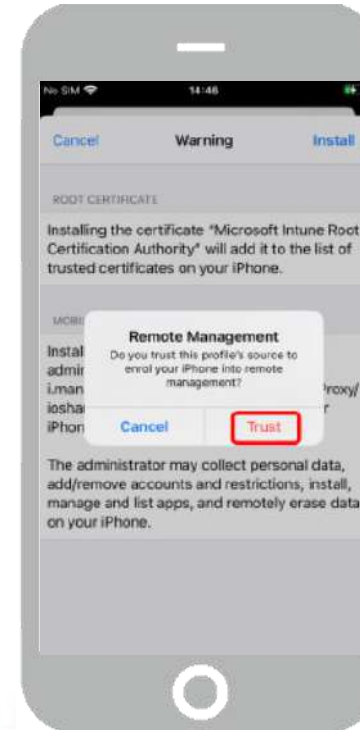 No SIM 14:46
Cancel Warning Install
ROOT CERTIFICATE
Installing the certificate "Microsoft Intune Root
Certification Authority" will add it to the list of
trusted certificates on your iPhone.
MOBI
Remote Management
Do you trust this profile's source to
enrol your iPhone into remote
management?
Cancel Trust
Instal
admir
i.man Proxy/
iosha r
iPhon
The administrator may collect personal data,
add/remove accounts and restrictions, install,
manage and list apps, and remotely erase data
on your iPhone.